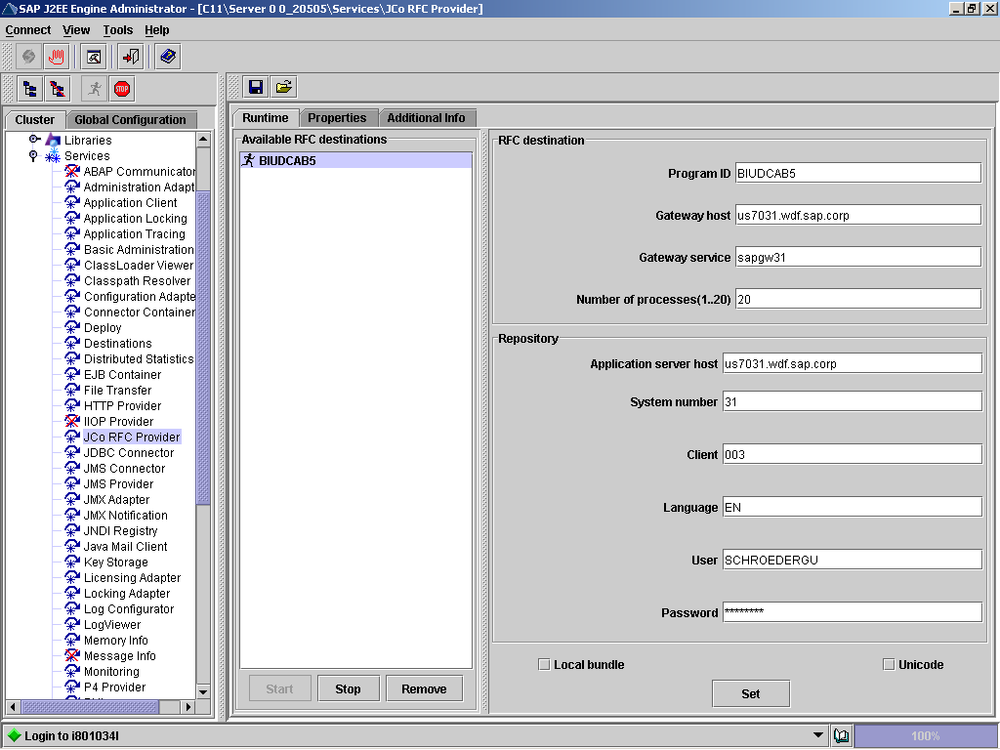 SAP J2EE Engine Administrator - [C11\Server 0 0_20505\Services\JCo RFC Provider]
Connect View Tools Help
STOP
Cluster
Global Configuration
Libraries
Services
ABAP Communicator
Administration Adapt
Application Client
Application Locking
Application Tracing
Basic Administration
ClassLoader Viewer
Classpath Resolver
Configuration Adapte
Connector Container
Deploy
Destinations
Distributed Statistics
EJB Container
File Transfer
HTTP Provider
IIOP Provider
JCo RFC Provider
JDBC Connector
JMS Connector
JMS Provider
JMX Adapter
JMX Notification
JNDI Registry
Java Mail Client
Key Storage
Licensing Adapter
Locking Adapter
Log Configurator
LogViewer
Memory Info
Message Info
Monitoring
P4 Provider
Runtime
Properties
Additional Info
Available RFC destinations
BIUDCAB5
Start
Stop
Remove
RFC destination
Program ID BIUDCAB5
Gateway host us7031.wdf.sap.corp
Gateway service sapgw31
Number of processes(1..20) 20
Repository
Application server host us7031.wdf.sap.corp
System number 31
Client 003
Language EN
User SCHROEDERGU
Password ********
Local bundle
Unicode
Set
Login to i801034l
100%